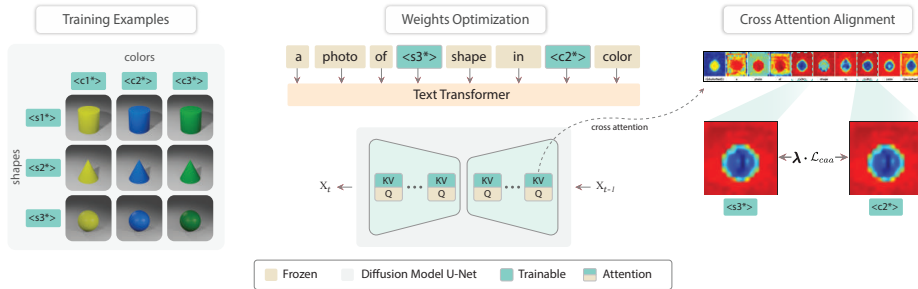 Training Examples
colors
<c1*> <c2*> <c3*>
shapes
<s1*>
<s2*>
<s3*>
Weights Optimization
a photo of <s3*> shape in <c2*> color
Text Transformer
cross attention
KV KV KV KV
Q Q Q Q
X_t
X_{t-1}
Frozen Diffusion Model U-Net Trainable Attention
Cross Attention Alignment
λ · ℒ_{caa}
<s3*> <c2*>